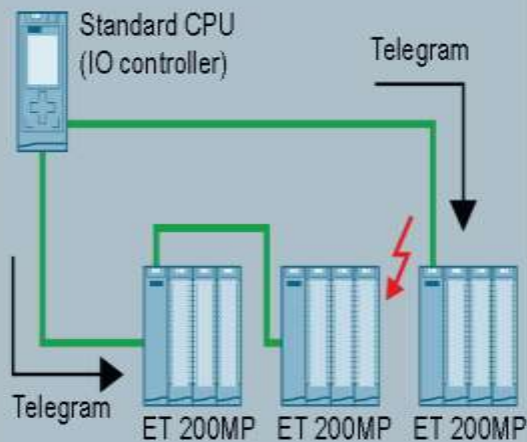 Standard CPU
(IO controller)
Telegram
Telegram
ET 200MP
ET 200MP
ET 200MP